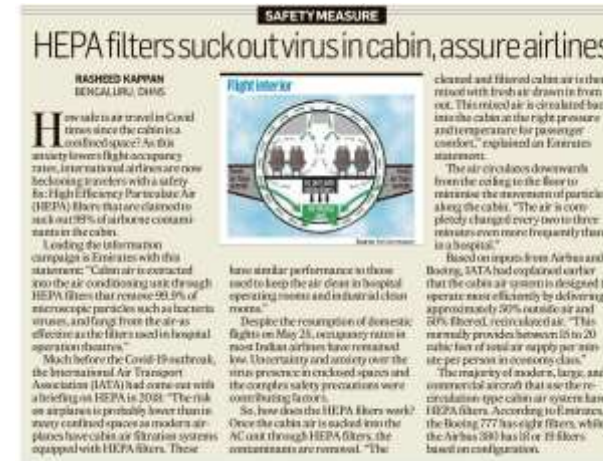 SAFETY MEASURE
HEPA filters suck out virus in cabin, assure airlines
RASHEED KAPPAN
BENGALURU, DHNS
How safe is air travel in Covid
times since the cabin is a
confined space? As this
anxiety lowers flight occupancy
rates, international airlines are now
beckoning travelers with a safety
fix: High Efficiency Particulate Air
(HEPA) filters that are claimed to
suck out 99% of airborne contami-
nants in the cabin.
Leading the information
campaign is Emirates with this
statement: "Cabin air is extracted
into the air conditioning unit through
HEPA filters that remove 99.9% of
microscopic particles such as bacteria
viruses, and fungi from the air-as
effective as the filters used in hospital
operation theatres."
Much before the Covid-19 outbreak,
the International Air Transport
Association (IATA) had come out with
a briefing on HEPA in 2018: "The risk
on airplanes is probably lower than in
many confined spaces as modern air-
planes have cabin air filtration systems
equipped with HEPA filters. These
Flight interior
have similar performance to those
used to keep the air clean in hospital
operating rooms and industrial clean
rooms."
Despite the resumption of domestic
flights on May 25, occupancy rates in
most Indian airlines have remained
low. Uncertainty and anxiety over the
virus presence in enclosed spaces and
the complex safety precautions were
contributing factors.
So, how does the HEPA filters work?
Once the cabin air is sucked into the
AC unit through HEPA filters, the
contaminants are removed. "The
cleaned and filtered cabin air is then
mixed with fresh air drawn in from
out. This mixed air is circulated back
into the cabin at the right pressure
and temperature for passenger
comfort," explained an Emirates
statement.
The air circulates downwards
from the ceiling to the floor to
minimise the movement of particle
along the cabin. "The air is com-
pletely changed every two to three
minutes even more frequently than
in a hospital."
Based on inputs from Airbus and
Boeing, IATA had explained earlier
that the cabin air system is designed t
operate most efficiently by delivering
approximately 50% outside air and
50% filtered, recirculated air. "This
normally provides between 15 to 20
cubic feet of total air supply per min-
ute per person in economy class."
The majority of modern, large, and
commercial aircraft that use the re-
circulation type cabin air system have
HEPA filters. According to Emirates,
the Boeing 777 has eight filters, while
the Airbus 380 has 18 or 19 filters
based on configuration.